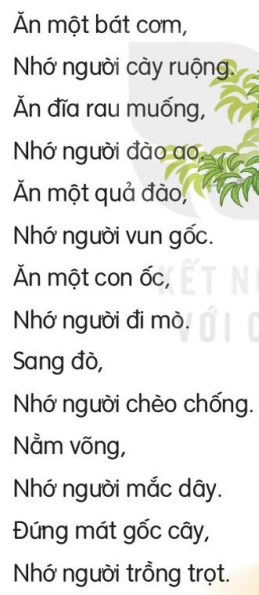 Ăn một bát cơm,
Nhớ người cày ruộng.
Ăn đĩa rau muống,
Nhớ người đào ao.
Ăn một quả đào,
Nhớ người vun gốc.
Ăn một con ốc,
Nhớ người đi mò.
Sang đò,
Nhớ người chèo chống.
Nằm võng,
Nhớ người mắc dây.
Đứng mát gốc cây,
Nhớ người trồng trọt.
KẾT N
VỚI C